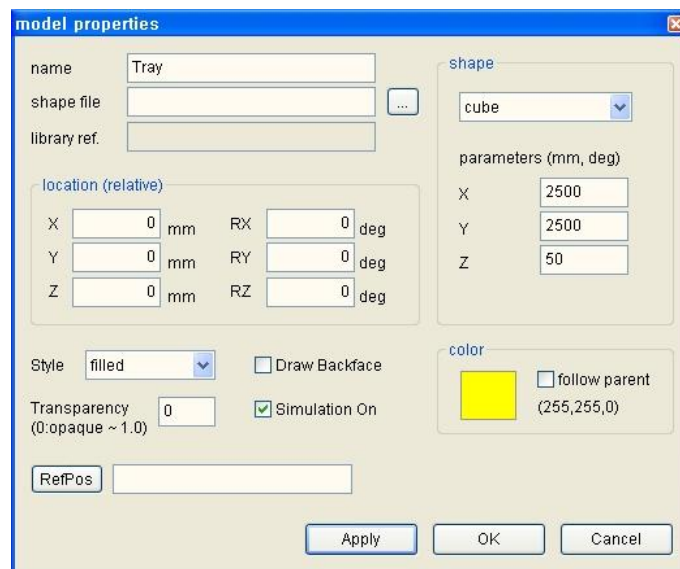 model properties
name Tray
shape file ...
library ref.
location (relative)
X 0 mm RX 0 deg
Y 0 mm RY 0 deg
Z 0 mm RZ 0 deg
Style filled Draw Backface
Transparency 0 Simulation On
(0:opaque ~ 1.0)
RefPos
shape
cube
parameters (mm, deg)
X 2500
Y 2500
Z 50
color
follow parent
(255,255,0)
Apply OK Cancel